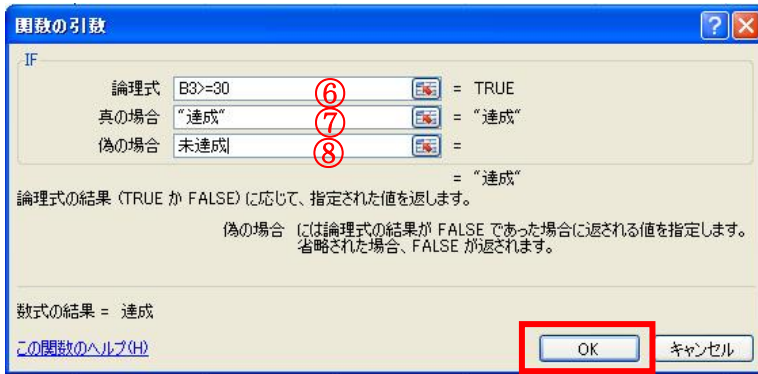 関数の引数
IF
論理式 B3>=30 ⑥ = TRUE
真の場合 "達成" ⑦ = "達成"
偽の場合 未達成 ⑧ =
= "達成"
論理式の結果 (TRUE か FALSE) に応じて、指定された値を返します。
偽の場合 には論理式の結果が FALSE であった場合に返される値を指定します。
省略された場合、FALSE が返されます。
数式の結果 = 達成
この関数のヘルプ(H)
OK キャンセル